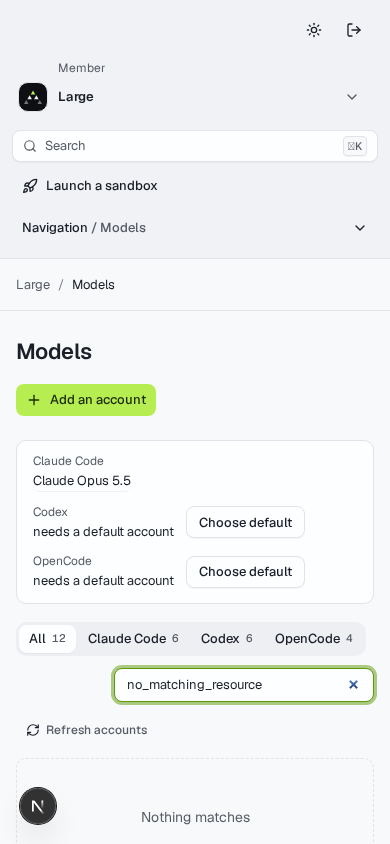 Member
Large
Search
K
Launch a sandbox
Navigation / Models
Large / Models
Models
Add an account
Claude Code
Claude Opus 5.5
Codex
needs a default account
Choose default
OpenCode
needs a default account
Choose default
All 12 Claude Code 6 Codex 6 OpenCode 4
no_matching_resource
Refresh accounts
Nothing matches
N